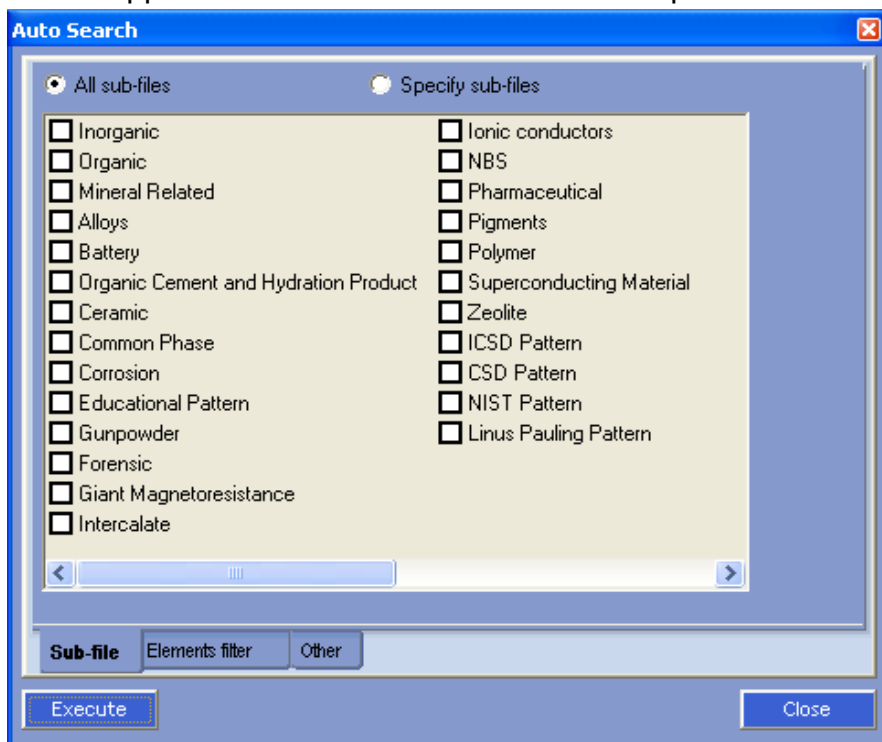 Auto Search
All sub-files
Specify sub-files
Inorganic
Organic
Mineral Related
Alloys
Battery
Organic Cement and Hydration Product
Ceramic
Common Phase
Corrosion
Educational Pattern
Gunpowder
Forensic
Giant Magnetoresistance
Intercalate
Ionic conductors
NBS
Pharmaceutical
Pigments
Polymer
Superconducting Material
Zeolite
ICSD Pattern
CSD Pattern
NIST Pattern
Linus Pauling Pattern
Sub-file
Elements filter
Other
Execute
Close